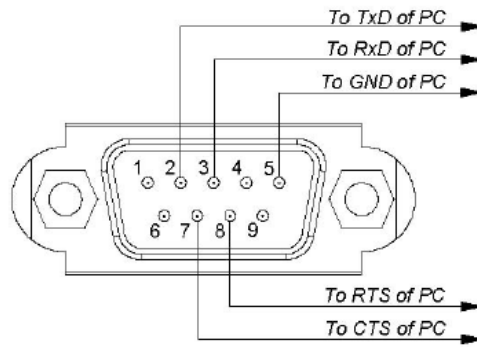 To TxD of PC
To RxD of PC
To GND of PC
1 2 3 4 5
6 7 8 9
To RTS of PC
To CTS of PC